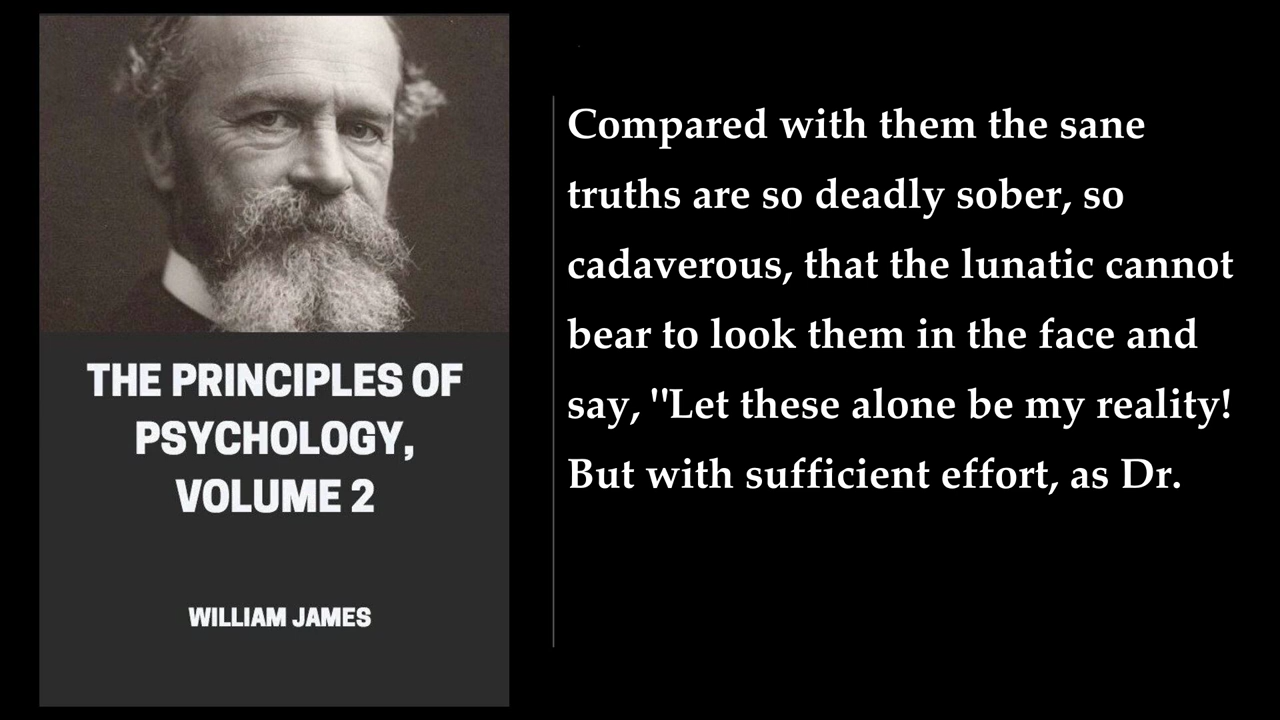 THE PRINCIPLES OF
PSYCHOLOGY,
VOLUME 2
WILLIAM JAMES
Compared with them the sane
truths are so deadly sober, so
cadaverous, that the lunatic cannot
bear to look them in the face and
say, "Let these alone be my reality!
But with sufficient effort, as Dr.